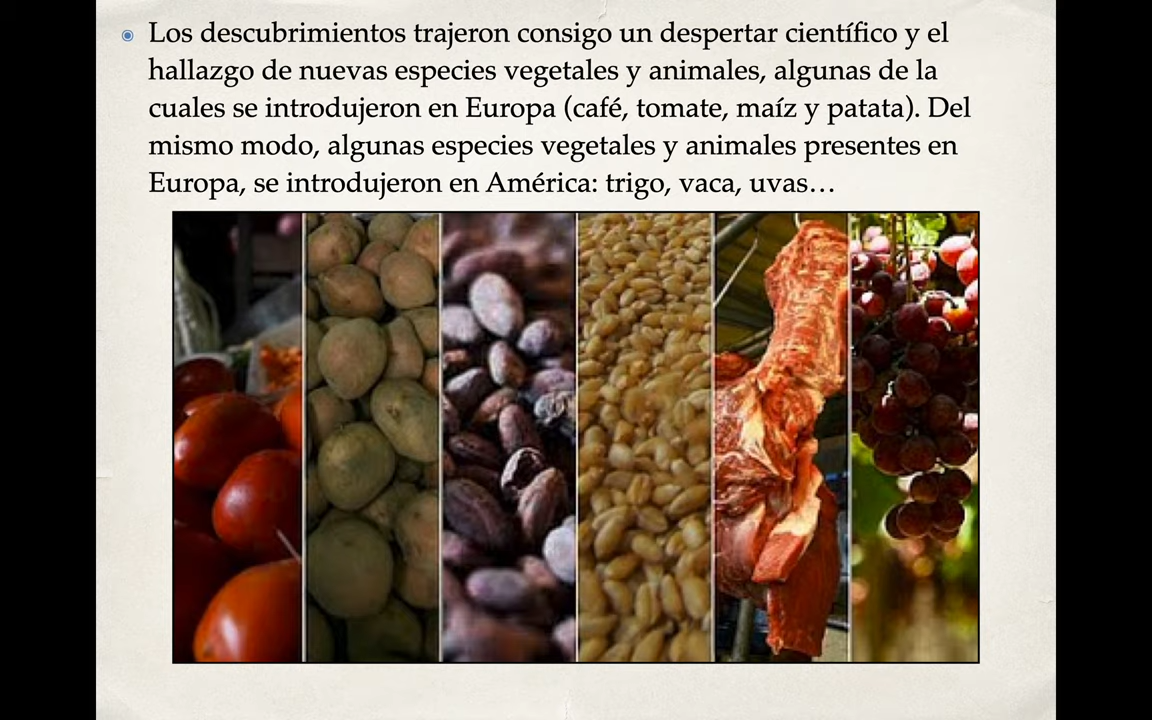 Los descubrimientos trajeron consigo un despertar científico y el
hallazgo de nuevas especies vegetales y animales, algunas de la
cuales se introdujeron en Europa (café, tomate, maíz y patata). Del
mismo modo, algunas especies vegetales y animales presentes en
Europa, se introdujeron en América: trigo, vaca, uvas…